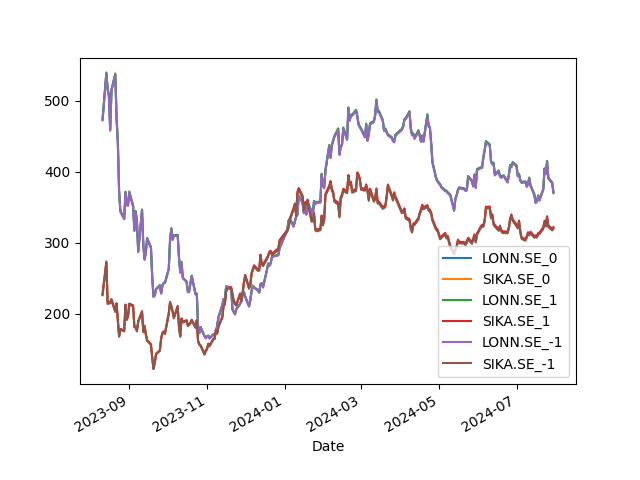 500
400
300
200
2023-09
2023-11
2024-01
2024-03
2024-05
2024-07
Date
LONN.SE_0
SIKA.SE_0
LONN.SE_1
SIKA.SE_1
LONN.SE_-1
SIKA.SE_-1